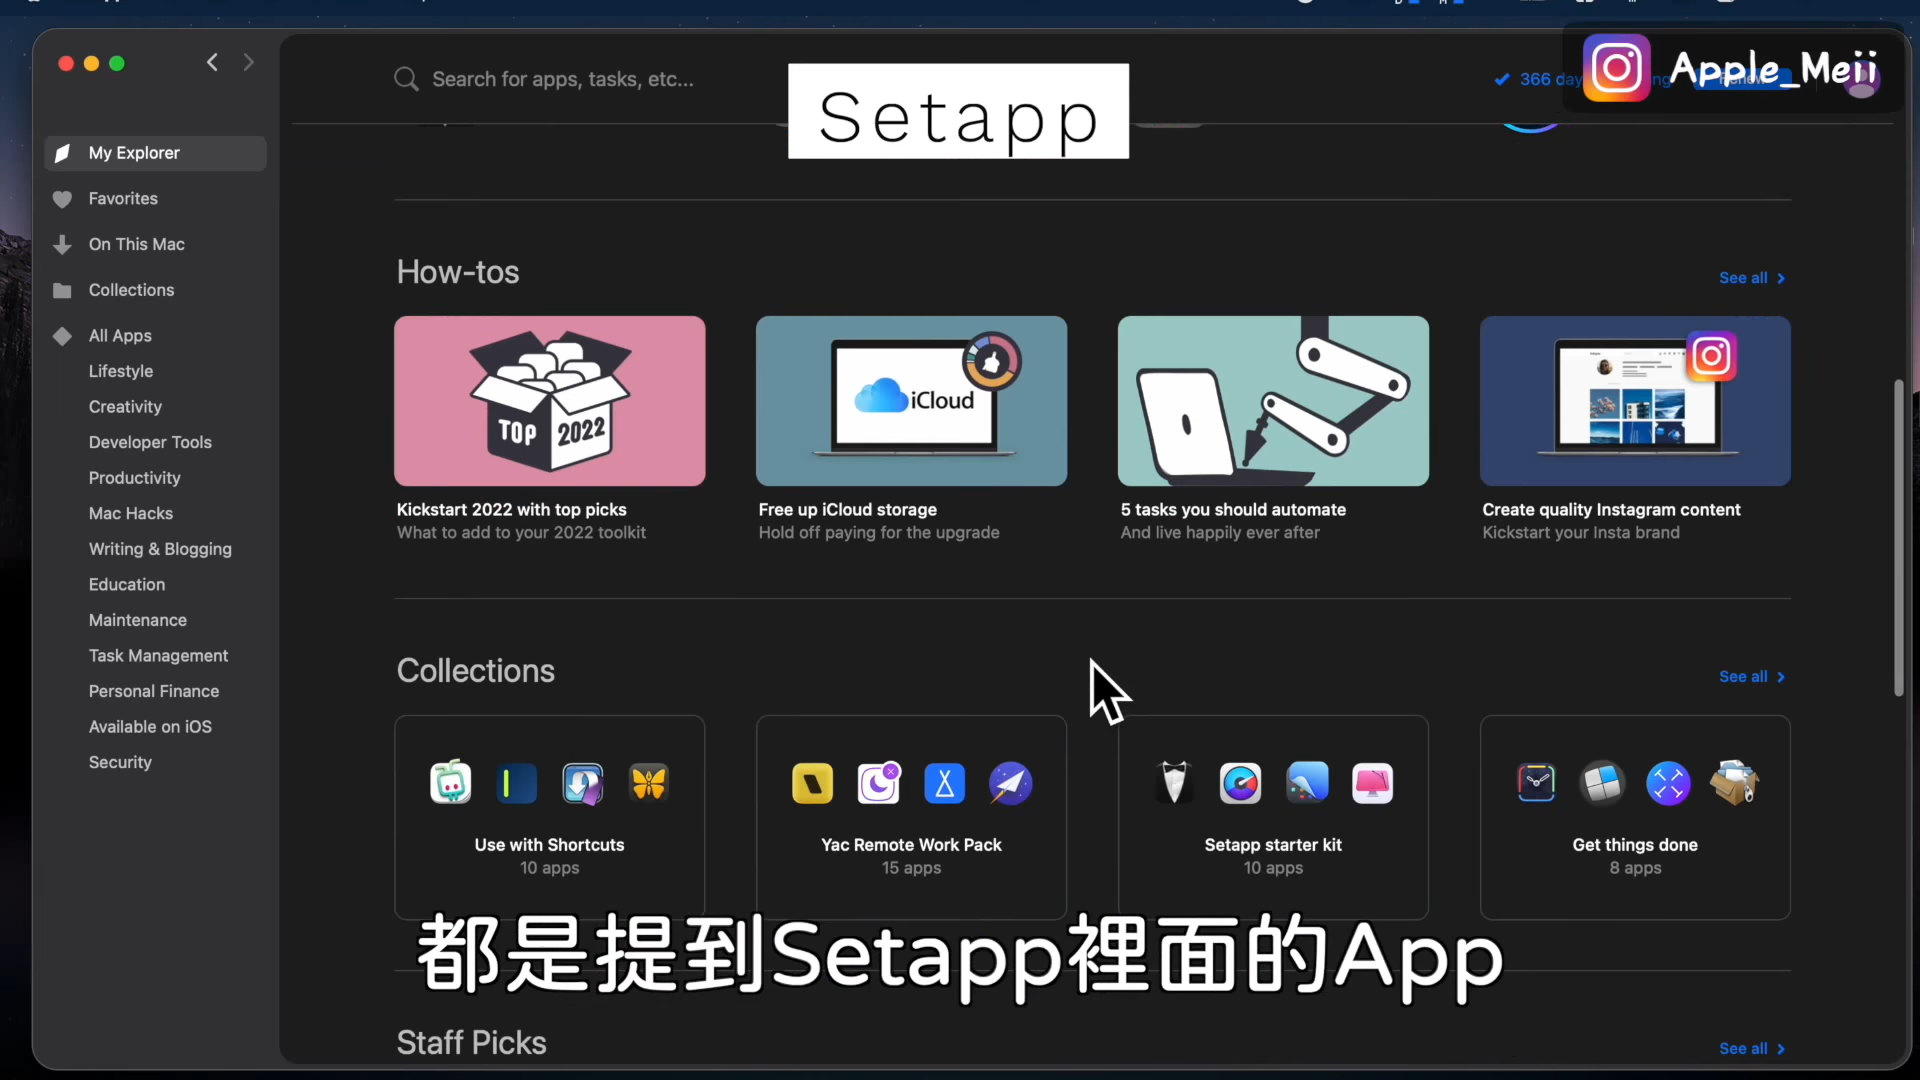 Search for apps, tasks, etc...
Setapp
366 day
Apple_Meii
My Explorer
Favorites
On This Mac
Collections
All Apps
Lifestyle
Creativity
Developer Tools
Productivity
Mac Hacks
Writing & Blogging
Education
Maintenance
Task Management
Personal Finance
Available on iOS
Security
How-tos
See all
TOP 2022
iCloud
Kickstart 2022 with top picks
What to add to your 2022 toolkit
Free up iCloud storage
Hold off paying for the upgrade
5 tasks you should automate
And live happily ever after
Create quality Instagram content
Kickstart your Insta brand
Collections
See all
Use with Shortcuts
10 apps
Yac Remote Work Pack
15 apps
Setapp starter kit
10 apps
Get things done
8 apps
都是提到Setapp裡面的App
Staff Picks
See all